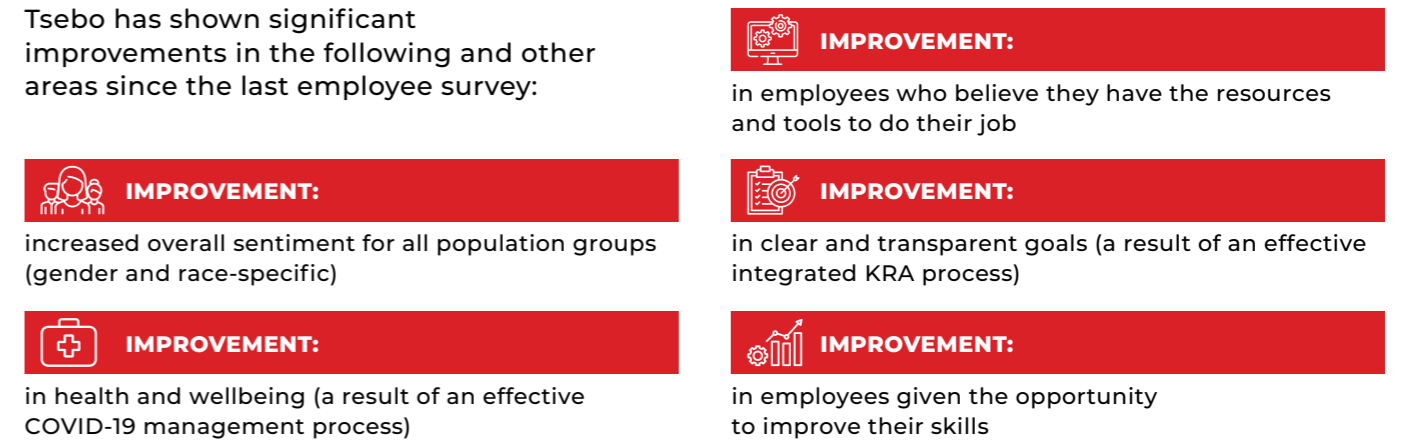 Tsebo has shown significant
improvements in the following and other
areas since the last employee survey:
IMPROVEMENT:
increased overall sentiment for all population groups
(gender and race-specific)
IMPROVEMENT:
in health and wellbeing (a result of an effective
COVID-19 management process)
IMPROVEMENT:
in employees who believe they have the resources
and tools to do their job
IMPROVEMENT:
in clear and transparent goals (a result of an effective
integrated KRA process)
IMPROVEMENT:
in employees given the opportunity
to improve their skills